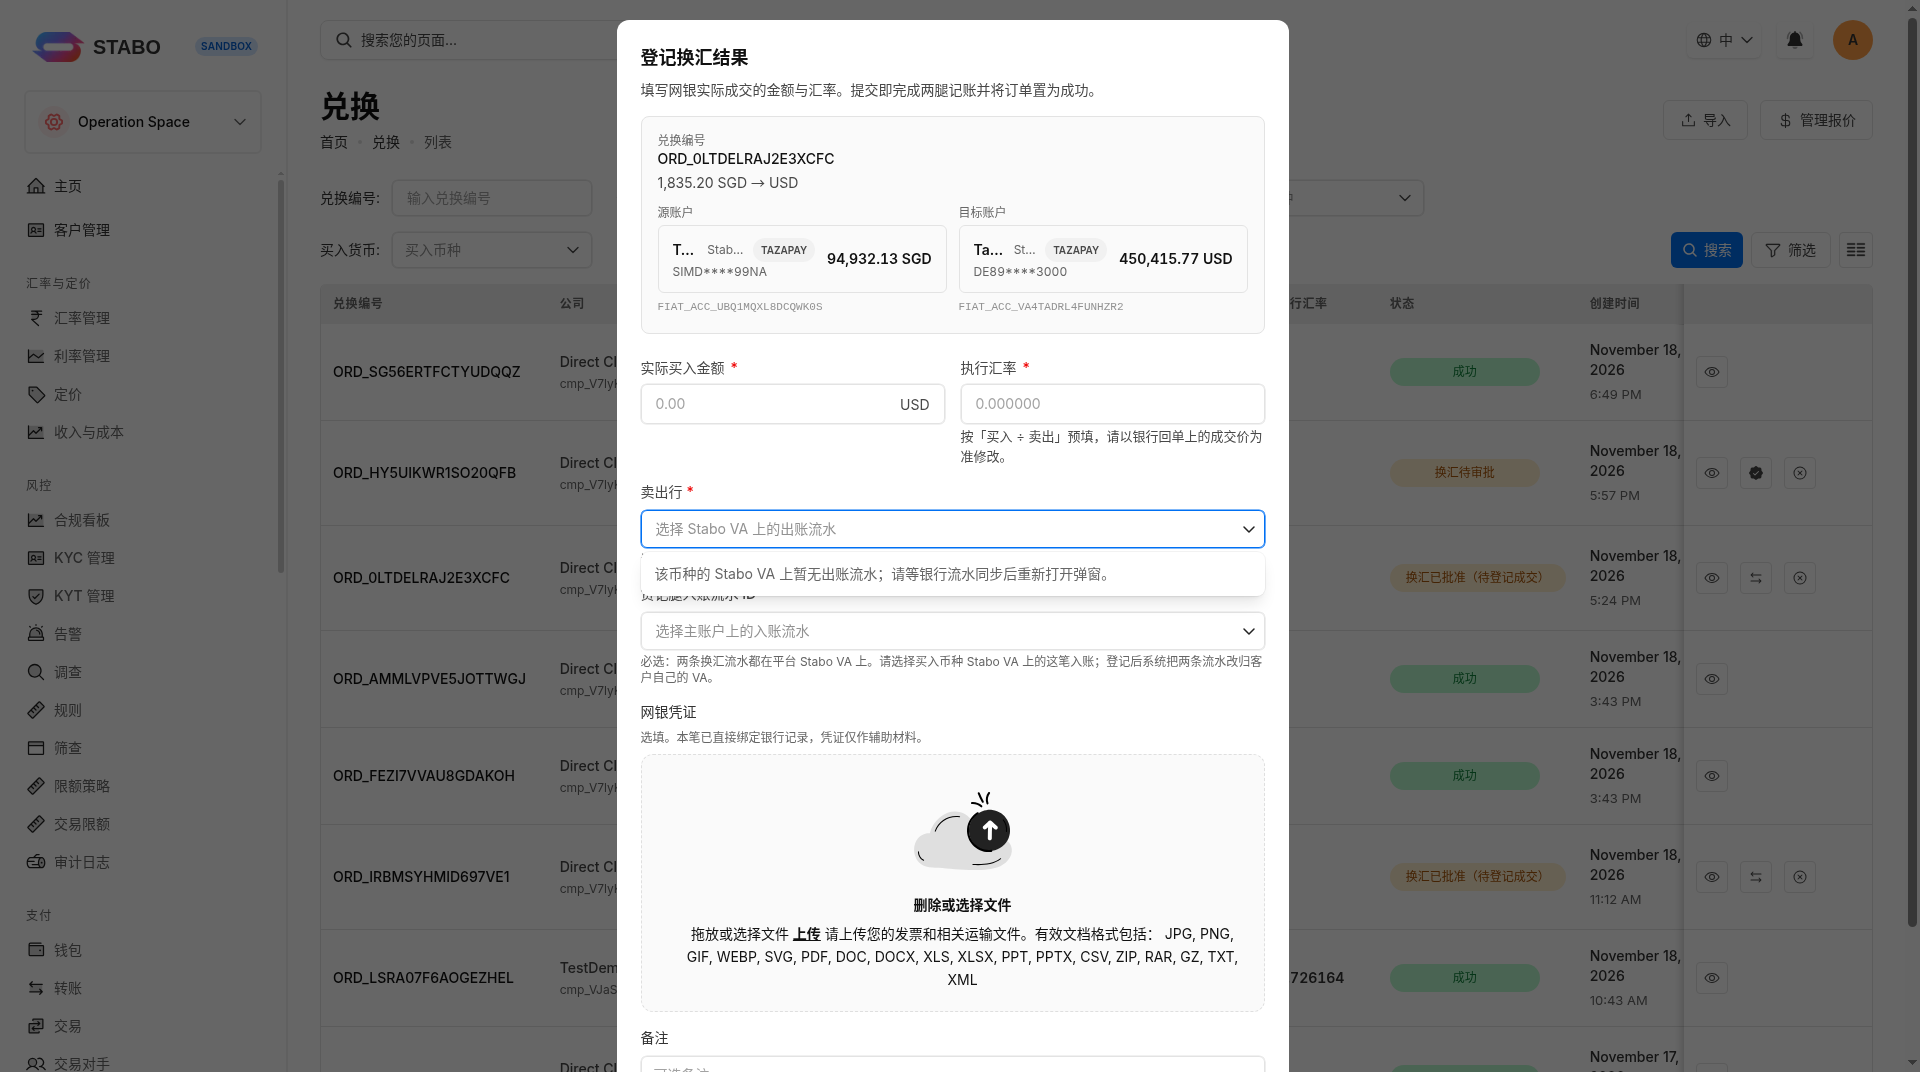 STABO
SANDBOX
搜索您的页面...
中
A
Operation Space
兑换
首页 • 兑换 • 列表
导入
管理报价
主页
客户管理
汇率与定价
汇率管理
利率管理
定价
收入与成本
风控
合规看板
KYC 管理
KYT 管理
告警
调查
规则
筛查
限额策略
交易限额
审计日志
支付
钱包
转账
交易
交易对手
兑换编号:
输入兑换编号
买入货币:
买入币种
搜索
筛选
兑换编号
公司
行汇率
状态
创建时间
ORD_SG56ERTFCTYUDQQZ
Direct Cl
成功
November 18, 2026
6:49 PM
ORD_HY5UIKWR1SO20QFB
Direct Cl
换汇待审批
November 18, 2026
5:57 PM
ORD_0LTDELRAJ2E3XCFC
Direct Cl
换汇已批准（待登记成交）
November 18, 2026
5:24 PM
ORD_AMMLVPVE5JOTTWGJ
Direct Cl
成功
November 18, 2026
3:43 PM
ORD_FEZI7VVAU8GDAKOH
Direct Cl
成功
November 18, 2026
3:43 PM
ORD_IRBMSYHMID697VE1
Direct Cl
换汇已批准（待登记成交）
November 18, 2026
11:12 AM
ORD_LSRA07F6AOGEZHEL
TestDem
cmp_VJaS
726164
成功
November 18, 2026
10:43 AM
Direct Cl
November 17,
登记换汇结果
填写网银实际成交的金额与汇率。提交即完成两腿记账并将订单置为成功。
兑换编号
ORD_0LTDELRAJ2E3XCFC
1,835.20 SGD → USD
源账户
T... Stab... TAZAPAY
SIMD****99NA
94,932.13 SGD
FIAT_ACC_UBQ1MQXL8DCQWK0S
目标账户
Ta... St... TAZAPAY
DE89****3000
450,415.77 USD
FIAT_ACC_VA4TADRL4FUNHZR2
实际买入金额 *
0.00
USD
执行汇率 *
0.000000
按「买入 ÷ 卖出」预填，请以银行回单上的成交价为
准修改。
卖出行 *
选择 Stabo VA 上的出账流水
该币种的 Stabo VA 上暂无出账流水；请等银行流水同步后重新打开弹窗。
选择主账户上的入账流水
必选：两条换汇流水都在平台 Stabo VA 上。请选择买入币种 Stabo VA 上的这笔入账；登记后系统把两条流水改归客
户自己的 VA。
网银凭证
选填。本笔已直接绑定银行记录，凭证仅作辅助材料。
删除或选择文件
拖放或选择文件 上传 请上传您的发票和相关运输文件。有效文档格式包括： JPG, PNG,
GIF, WEBP, SVG, PDF, DOC, DOCX, XLS, XLSX, PPT, PPTX, CSV, ZIP, RAR, GZ, TXT,
XML
备注